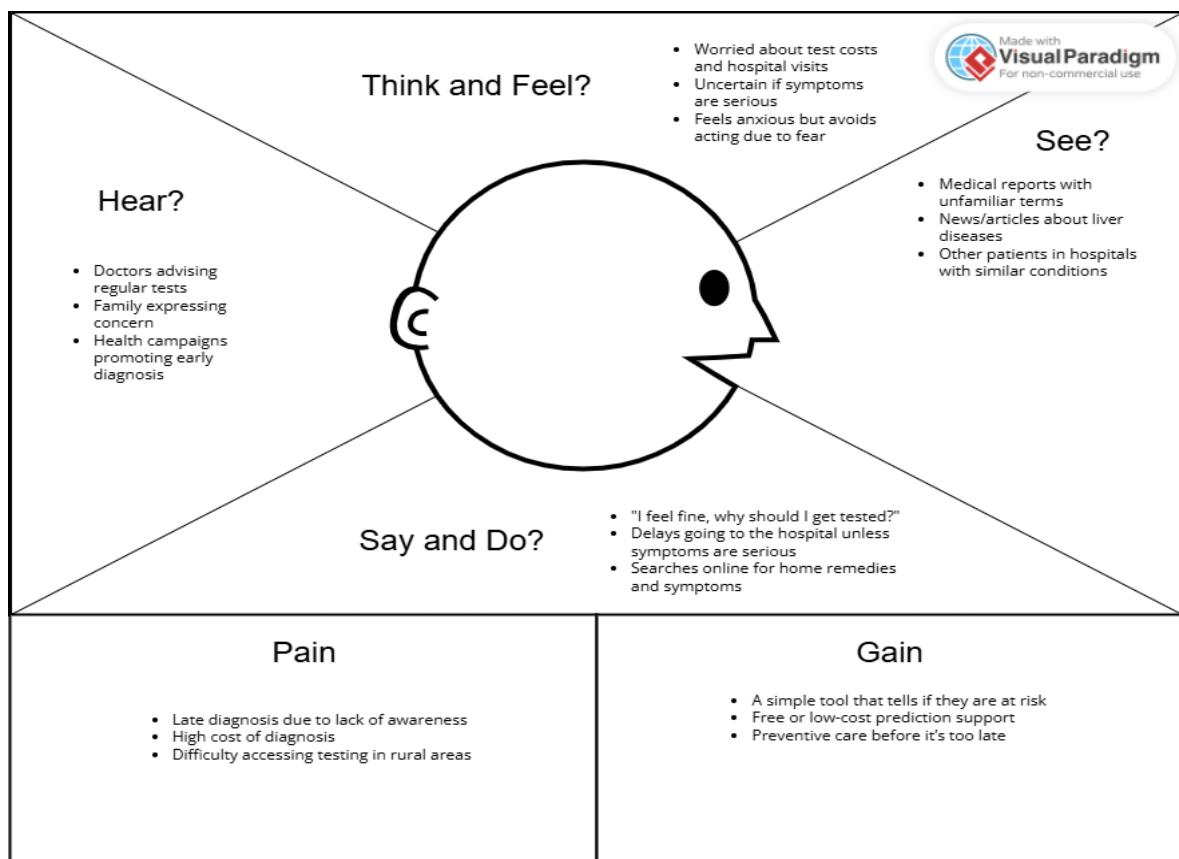 Think and Feel?
• Worried about test costs
and hospital visits
• Uncertain if symptoms
are serious
• Feels anxious but avoids
acting due to fear
Made with
Visual Paradigm
For non-commercial use
See?
• Medical reports with
unfamiliar terms
• News/articles about liver
diseases
• Other patients in hospitals
with similar conditions
Hear?
• Doctors advising
regular tests
• Family expressing
concern
• Health campaigns
promoting early
diagnosis
Say and Do?
• "I feel fine, why should I get tested?"
• Delays going to the hospital unless
symptoms are serious
• Searches online for home remedies
and symptoms
Pain
• Late diagnosis due to lack of awareness
• High cost of diagnosis
• Difficulty accessing testing in rural areas
Gain
• A simple tool that tells if they are at risk
• Free or low-cost prediction support
• Preventive care before it’s too late